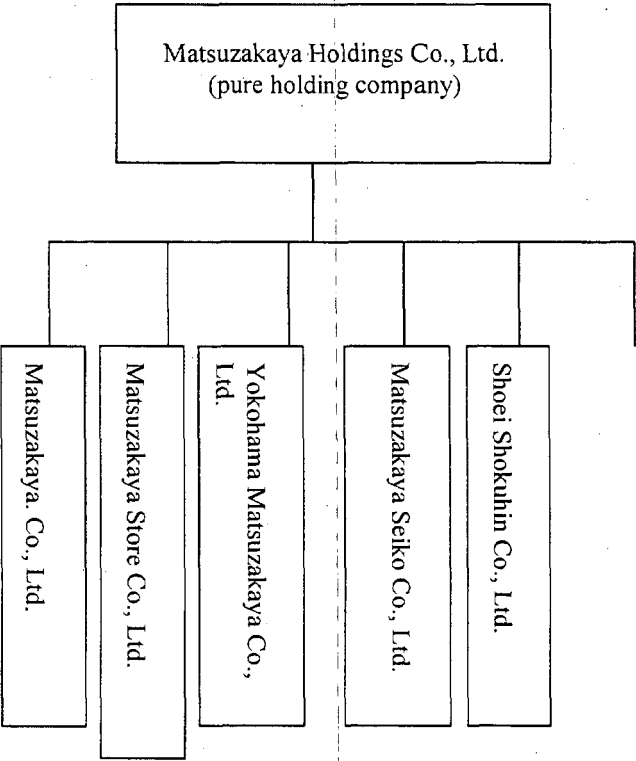 Matsuzakaya Holdings Co., Ltd.
(pure holding company)
Matsuzakaya. Co., Ltd.
Matsuzakaya Store Co., Ltd.
Yokohama Matsuzakaya Co.,
Ltd.
Matsuzakaya Seiko Co., Ltd.
Shoei Shokuhin Co., Ltd.